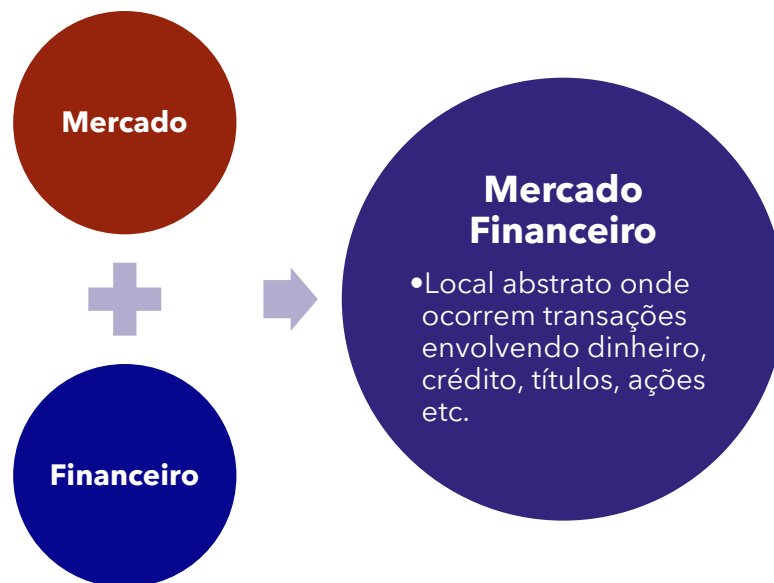 Mercado
Financeiro
Mercado
Financeiro
•Local abstrato onde
ocorrem transações
envolvendo dinheiro,
crédito, títulos, ações
etc.